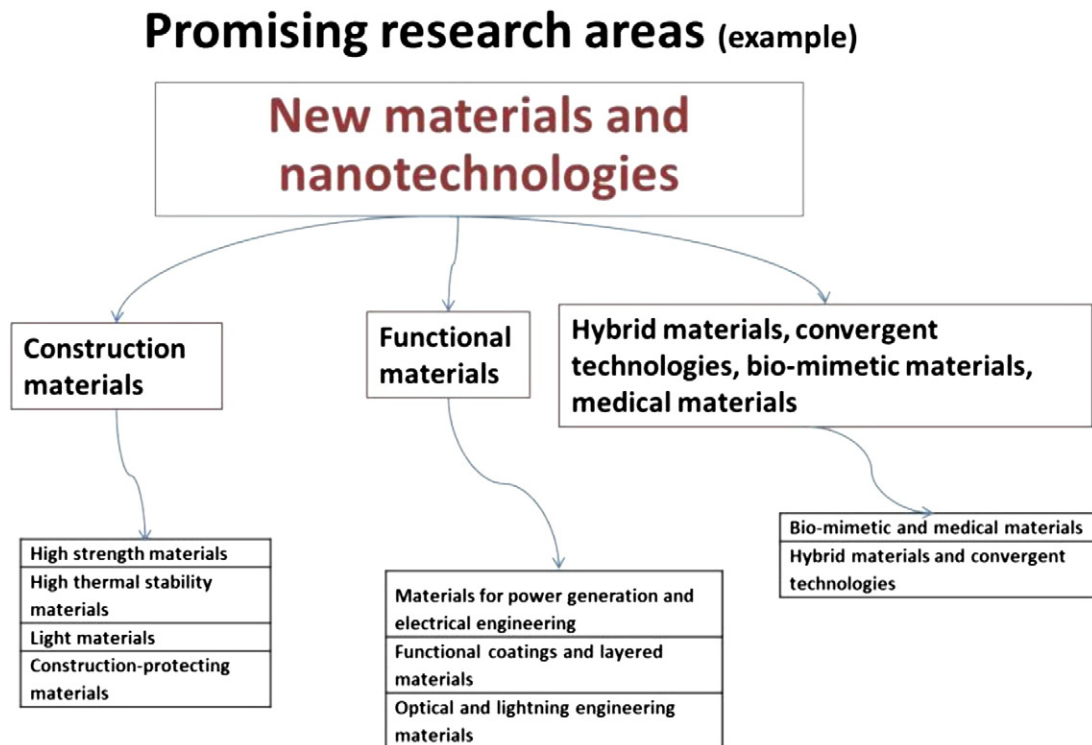 Promising research areas (example)
New materials and
nanotechnologies
Construction
materials
Functional
materials
Hybrid materials, convergent
technologies, bio-mimetic materials,
medical materials
High strength materials
High thermal stability
materials
Light materials
Construction-protecting
materials
Materials for power generation and
electrical engineering
Functional coatings and layered
materials
Optical and lightning engineering
materials
Bio-mimetic and medical materials
Hybrid materials and convergent
technologies